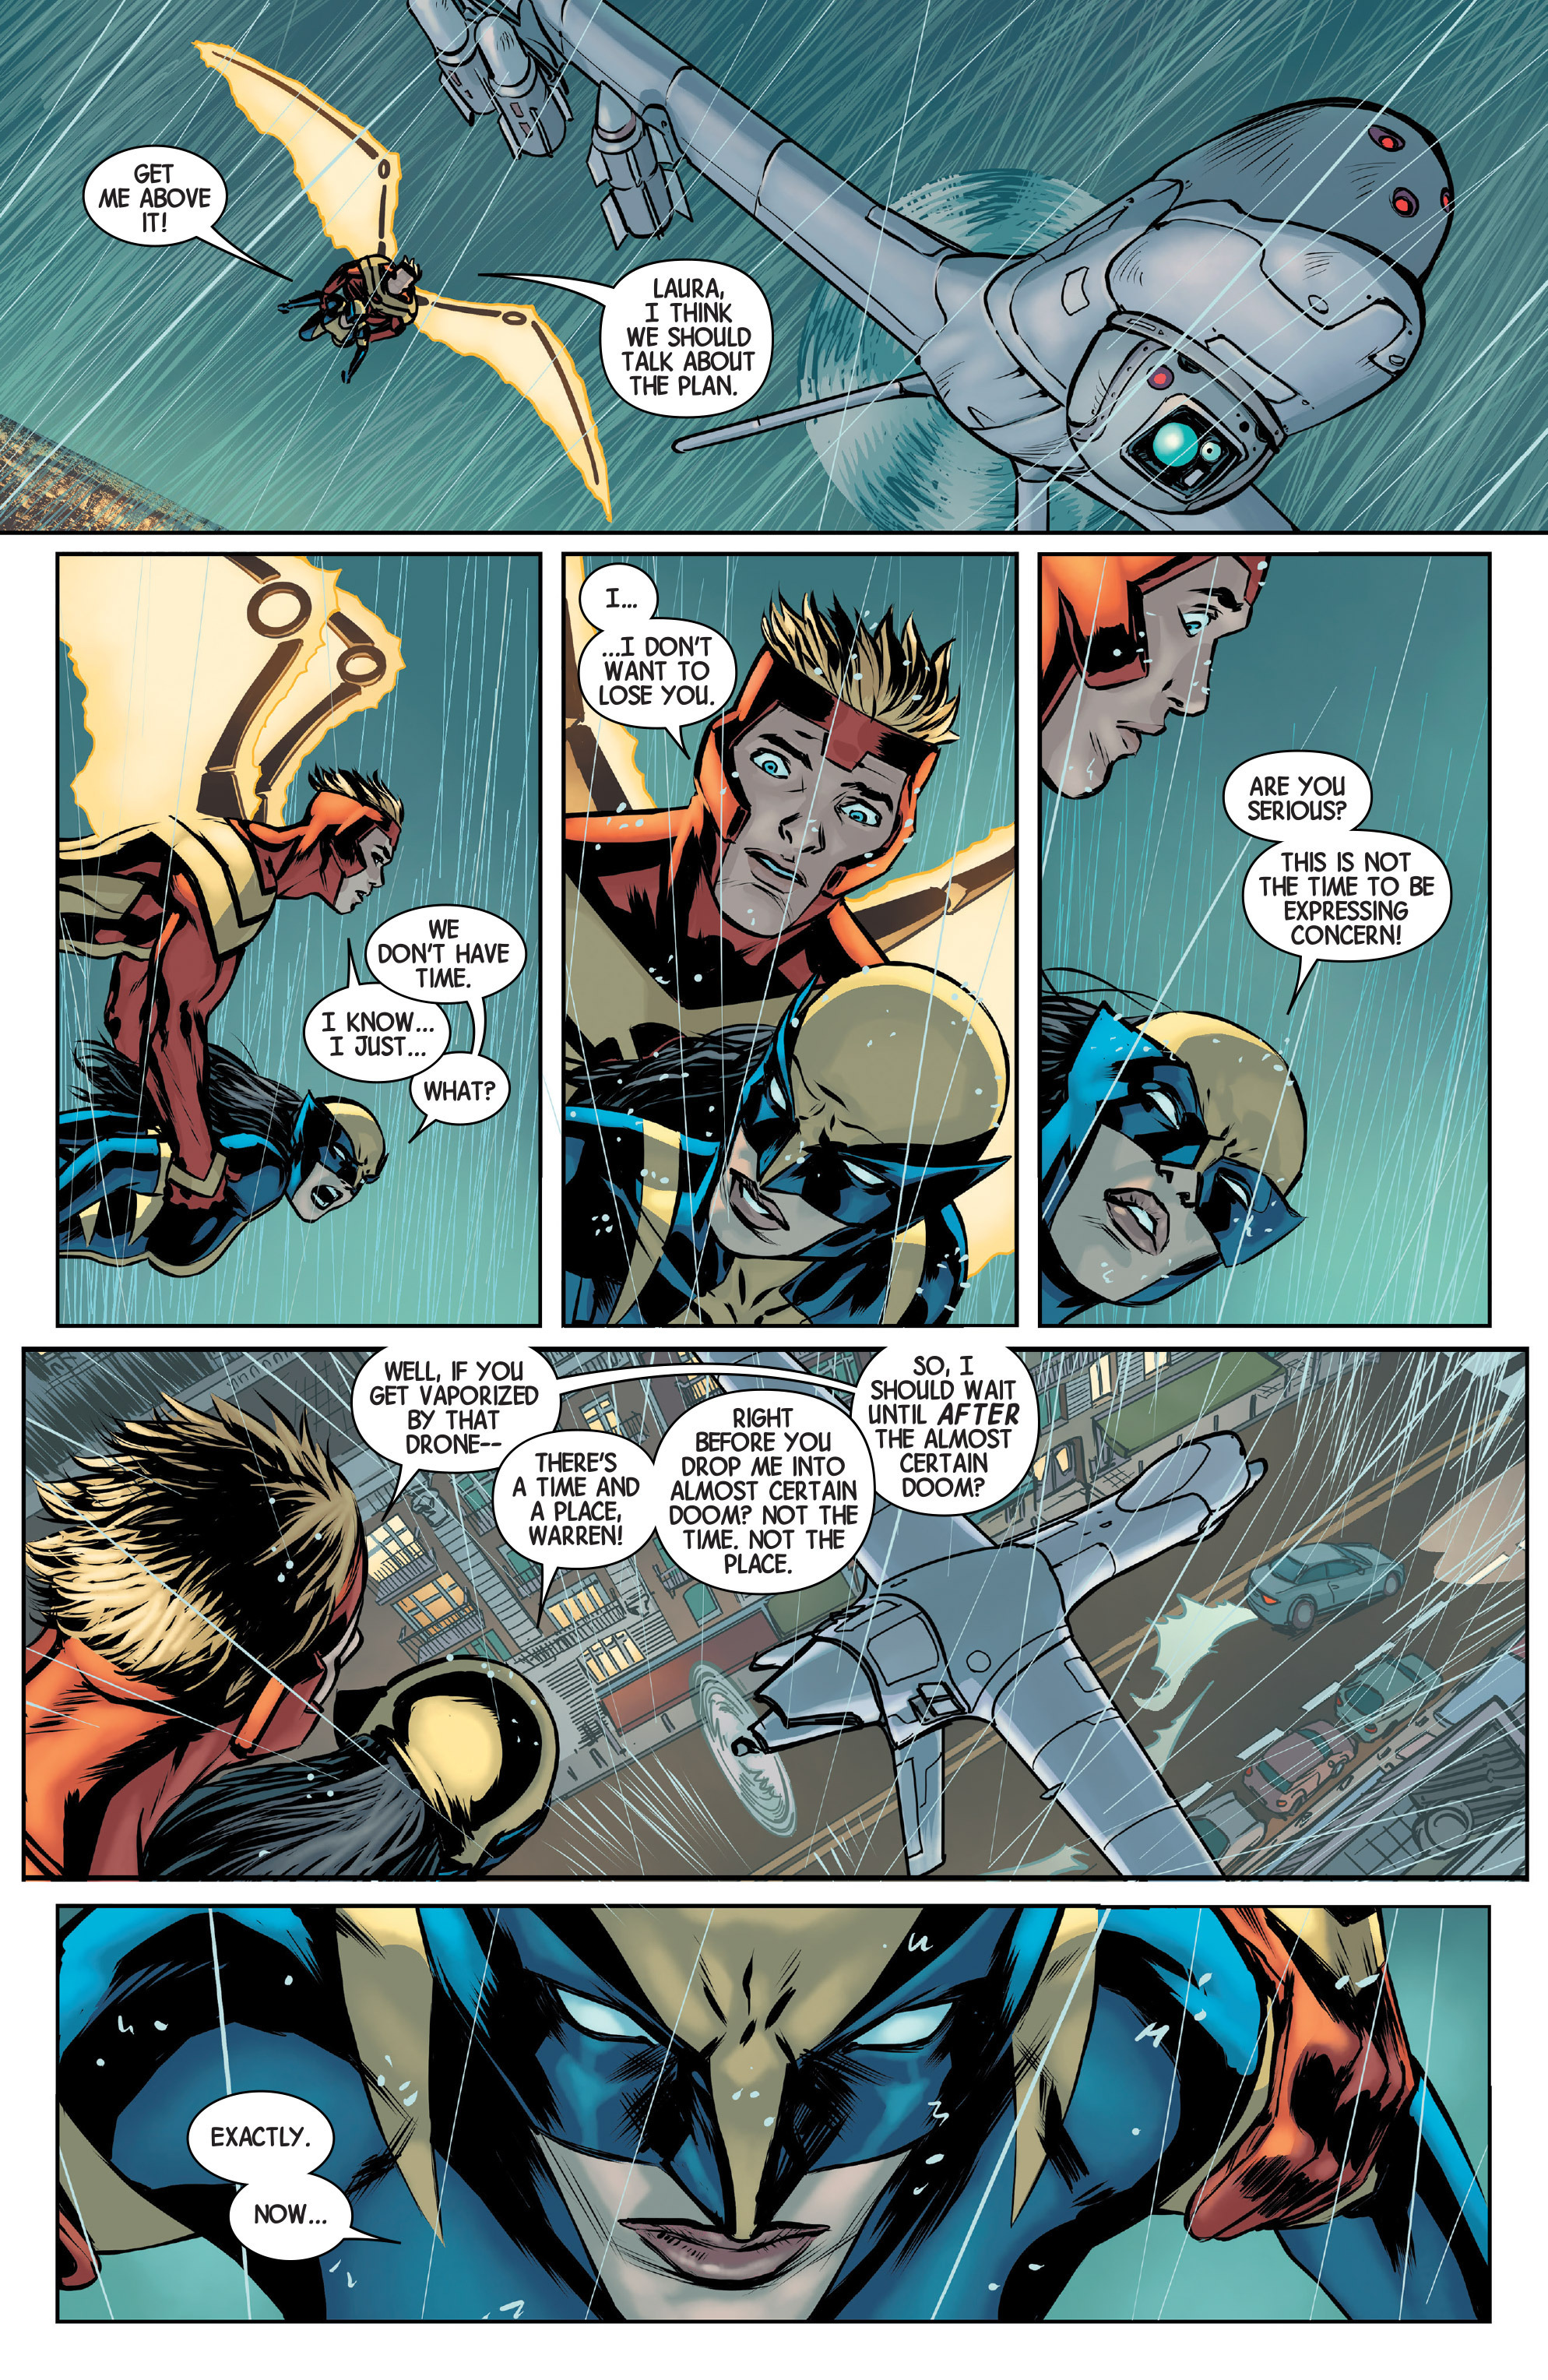 GET
ME ABOVE
IT!
LAURA,
I THINK
WE SHOULD
TALK ABOUT
THE PLAN.
WE
DON'T HAVE
TIME.
I KNOW...
I JUST...
WHAT?
I...
...I DON'T
WANT TO
LOSE YOU.
ARE YOU
SERIOUS?
THIS IS NOT
THE TIME TO BE
EXPRESSING
CONCERN!
WELL, IF YOU
GET VAPORIZED
BY THAT
DRONE--
THERE'S
A TIME AND
A PLACE,
WARREN!
RIGHT
BEFORE YOU
DROP ME INTO
ALMOST CERTAIN
DOOM? NOT THE
TIME. NOT THE
PLACE.
SO, I
SHOULD WAIT
UNTIL AFTER
THE ALMOST
CERTAIN
DOOM?
EXACTLY.
NOW...